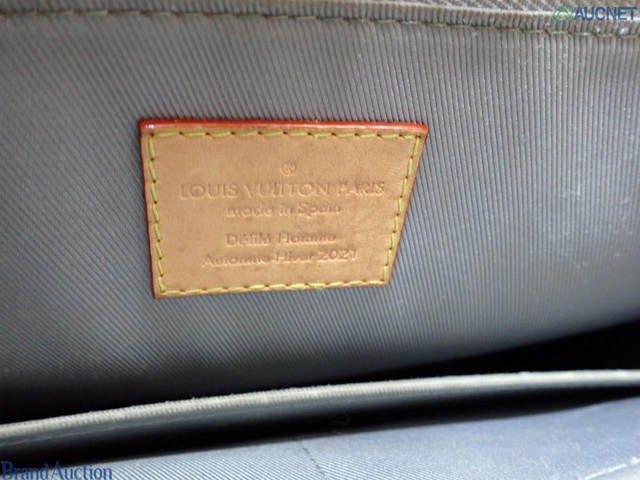 AUCNET
®
LOUIS VUITTON PARIS
made in Spain
Défilé Homme
Automne-Hiver 2021
Brand Auction